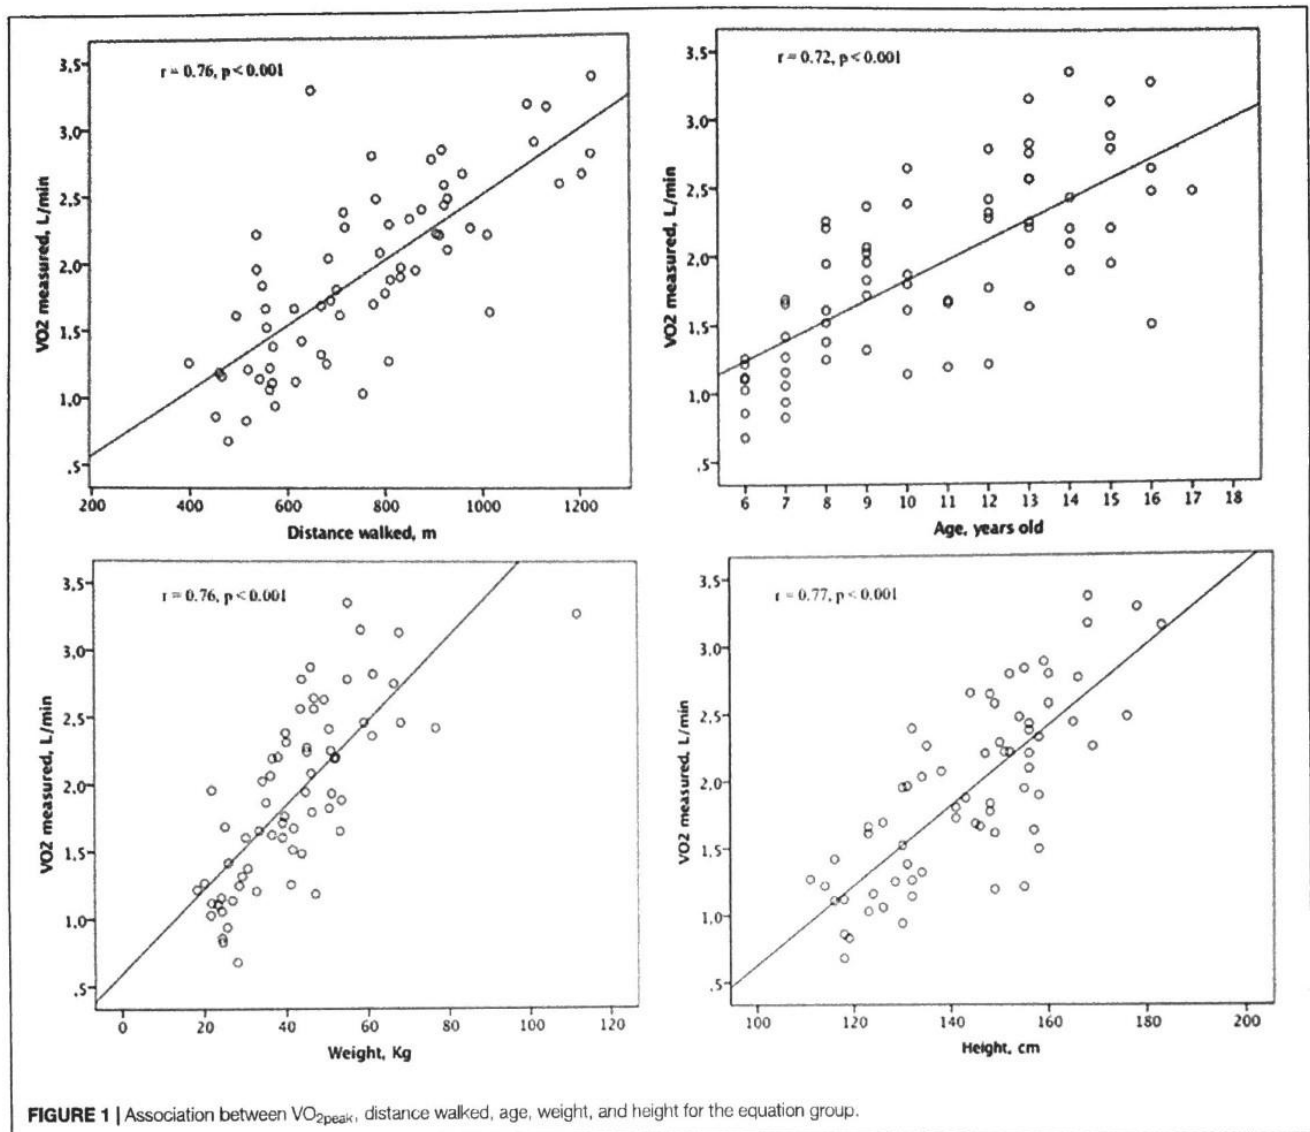 r = 0.76, p < 0.001
3,5
3,0
2,5
2,0
1,5
1,0
,5
VO2 measured, L/min
200 400 600 800 1000 1200
Distance walked, m
r = 0.72, p < 0.001
3,5
3,0
2,5
2,0
1,5
1,0
,5
VO2 measured, L/min
6 7 8 9 10 11 12 13 14 15 16 17 18
Age, years old
r = 0.76, p < 0.001
3,5
3,0
2,5
2,0
1,5
1,0
,5
VO2 measured, L/min
0 20 40 60 80 100 120
Weight, Kg
r = 0.77, p < 0.001
3,5
3,0
2,5
2,0
1,5
1,0
,5
VO2 measured, L/min
100 120 140 160 180 200
Height, cm
FIGURE 1 | Association between VO2peak, distance walked, age, weight, and height for the equation group.